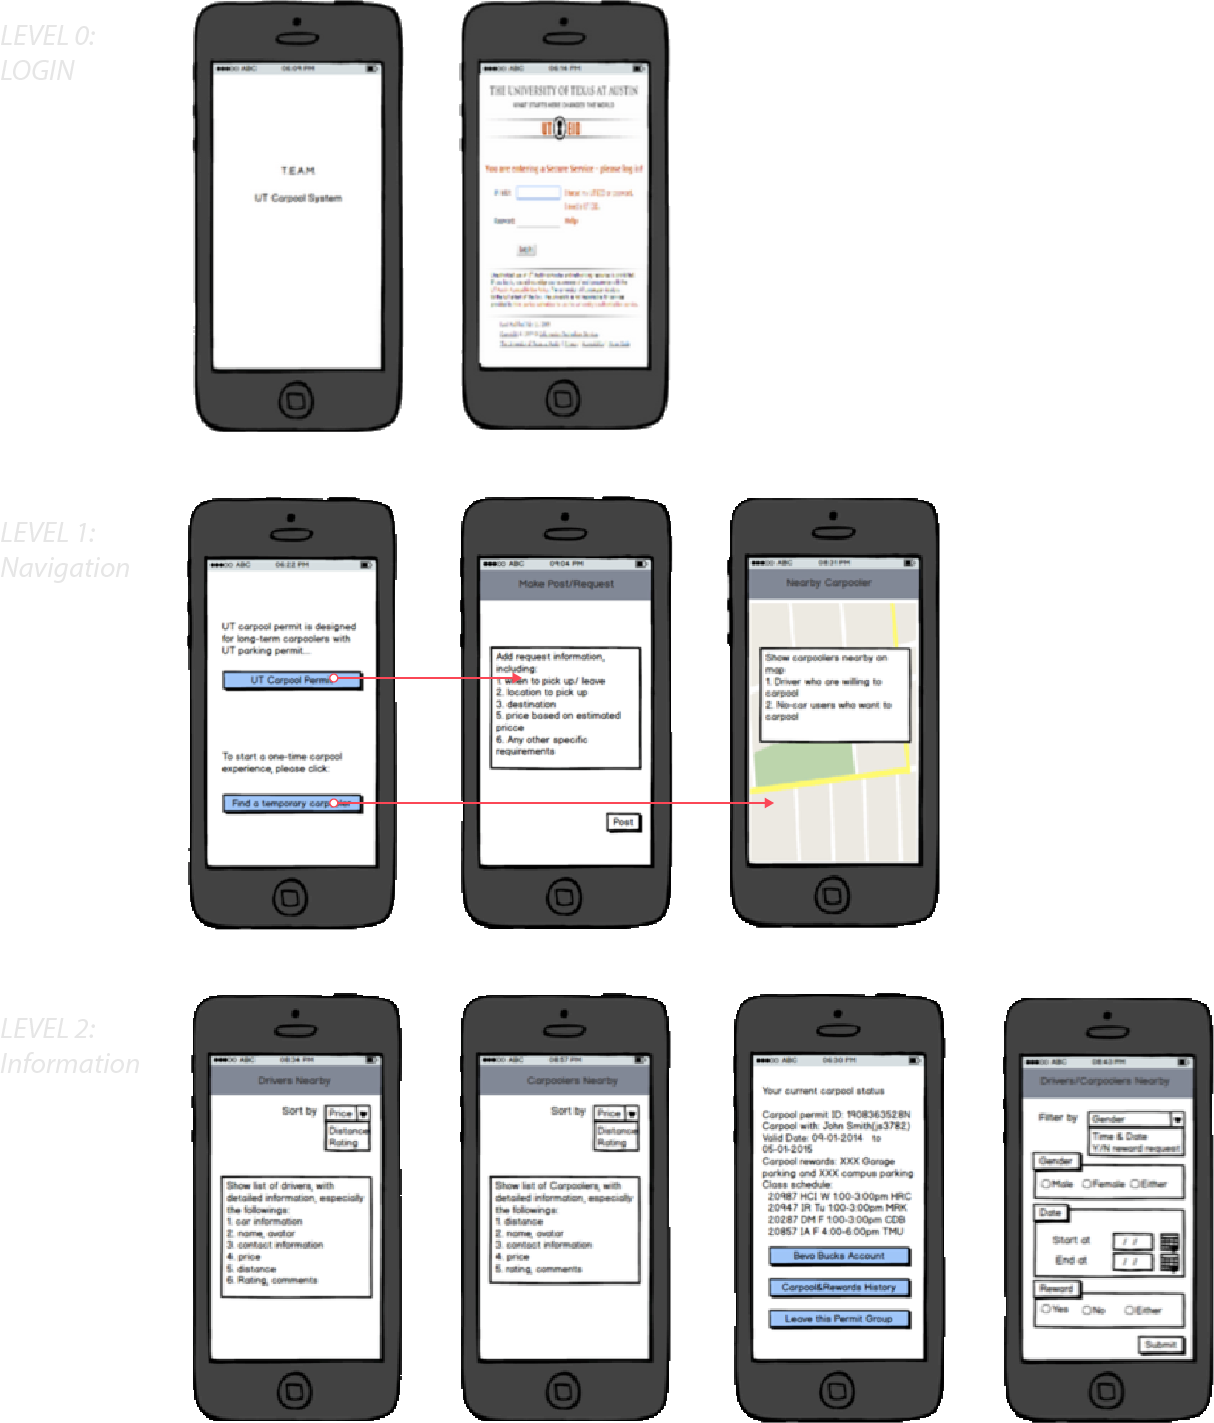 LEVEL 0:
LOGIN
ABC 06:09 PM
T.E.A.M.
UT Carpool System
ABC 06:14 PM
THE UNIVERSITY OF TEXAS AT AUSTIN
WHAT STARTS HERE CHANGES THE WORLD
UT EID
You are entering a Secure Service - please log in!
Help
LEVEL 1:
Navigation
ABC 06:22 PM
UT carpool permit is designed
for long-term carpoolers with
UT parking permit...
UT Carpool Permit
To start a one-time carpool
experience, please click:
Find a temporary carpooler
ABC 09:04 PM
Make Post/Request
Add request information,
including:
1. when to pick up/ leave
2. location to pick up
3. destination
5. price based on estimated
pricce
6. Any other specific
requirements
Post
ABC 08:31 PM
Nearby Carpooler
Show carpoolers nearby on
map
1. Driver who are willing to
carpool
2. No-car users who want to
carpool
LEVEL 2:
Information
ABC 08:34 PM
Drivers Nearby
Sort by Price
Distance
Rating
Show list of drivers, with
detailed information, especially
the followings:
1. car information
2. name, avatar
3. contact information
4. price
5. distance
6. Rating, comments
ABC 08:57 PM
Carpoolers Nearby
Sort by Price
Distance
Rating
Show list of Carpoolers, with
detailed information, especially
the followings:
1. distance
2. name, avatar
3. contact information
4. price
5. rating, comments
ABC 06:30 PM
Your current carpool status
Carpool permit ID: 1908363528N
Carpool with: John Smith(js3782)
Valid Date: 09-01-2014 to
05-01-2015
Carpool rewards: XXX Garage
parking and XXX campus parking
Class schedule:
20987 HCI W 1:00-3:00pm HRC
20947 IR Tu 1:00-3:00pm MRK
20287 DM F 1:00-3:00pm CDB
20857 IA F 4:00-6:00pm TMU
Bevo Bucks Account
Carpool&Rewards History
Leave this Permit Group
ABC 08:43 PM
Drivers/Carpoolers Nearby
Filter by Gender
Time & Date
Y/N reward request
Gender
Male Female Either
Date
Start at / /
End at / /
Reward
Yes No Either
Submit